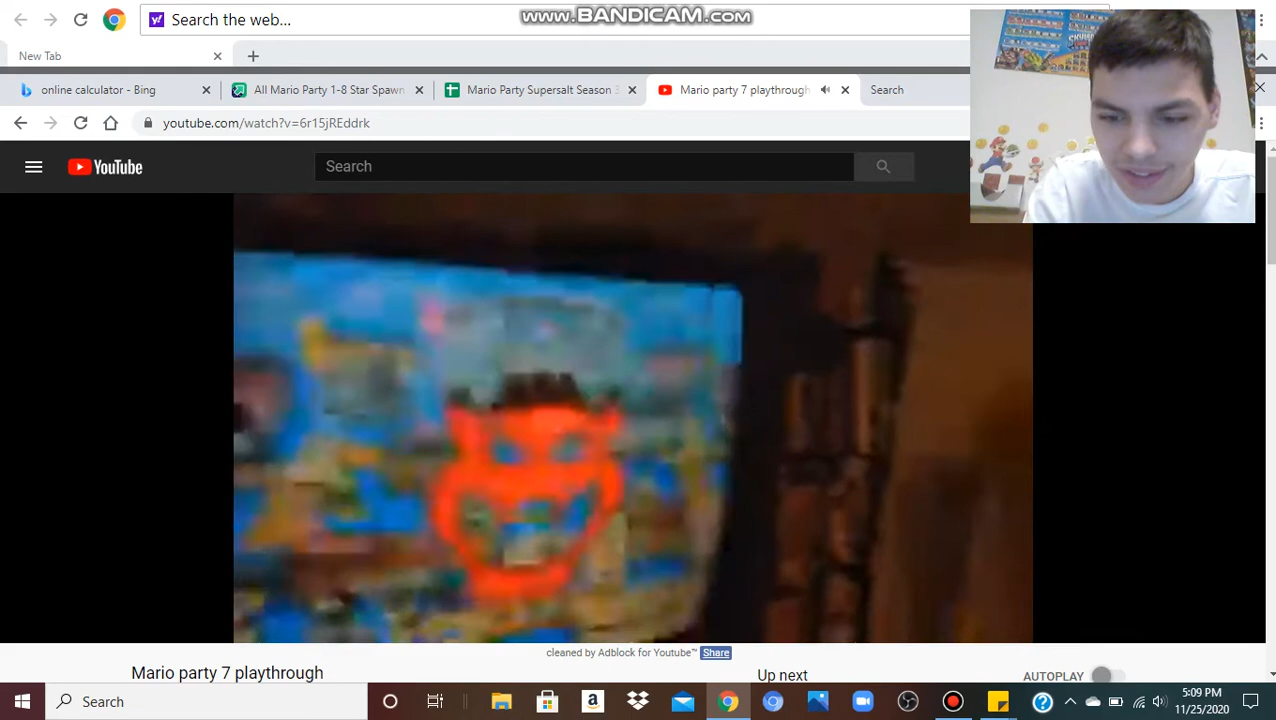 www.BANDICAM.com
Search the web...
New Tab
online calculator - Bing
All Mario Party 1-8 Star Spawn
Mario Party Supersalt Season 3
Mario party 7 playthrough
Search
youtube.com/watch?v=6r15jREddrk
YouTube
Search
cleaned by Adblock for Youtube™ Share
Mario party 7 playthrough
Up next
AUTOPLAY
Search
5:09 PM
11/25/2020